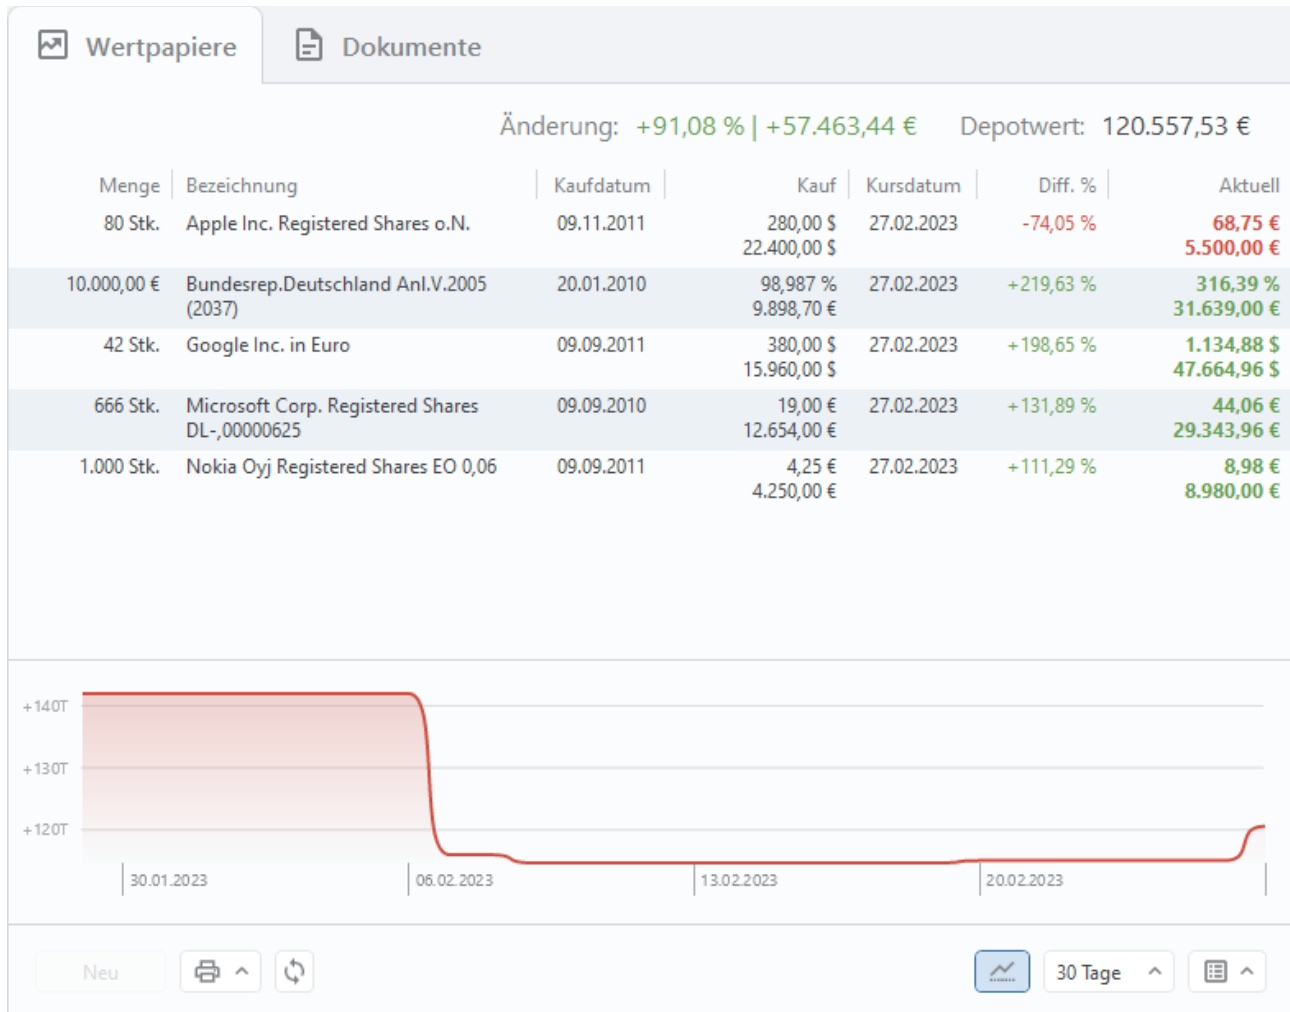 Wertpapiere Dokumente
Änderung: +91,08 % | +57.463,44 € Depotwert: 120.557,53 €
Menge Bezeichnung Kaufdatum Kauf Kursdatum Diff. % Aktuell
80 Stk. Apple Inc. Registered Shares o.N. 09.11.2011 280,00 $ 27.02.2023 -74,05 % 68,75 €
22.400,00 $ 5.500,00 €
10.000,00 € Bundesrep.Deutschland Anl.V.2005 20.01.2010 98,987 % 27.02.2023 +219,63 % 316,39 %
(2037) 9.898,70 € 31.639,00 €
42 Stk. Google Inc. in Euro 09.09.2011 380,00 $ 27.02.2023 +198,65 % 1.134,88 $
15.960,00 $ 47.664,96 $
666 Stk. Microsoft Corp. Registered Shares 09.09.2010 19,00 € 27.02.2023 +131,89 % 44,06 €
DL-,00000625 12.654,00 € 29.343,96 €
1.000 Stk. Nokia Oyj Registered Shares EO 0,06 09.09.2011 4,25 € 27.02.2023 +111,29 % 8,98 €
4.250,00 € 8.980,00 €
+140T
+130T
+120T
30.01.2023 06.02.2023 13.02.2023 20.02.2023
Neu 30 Tage